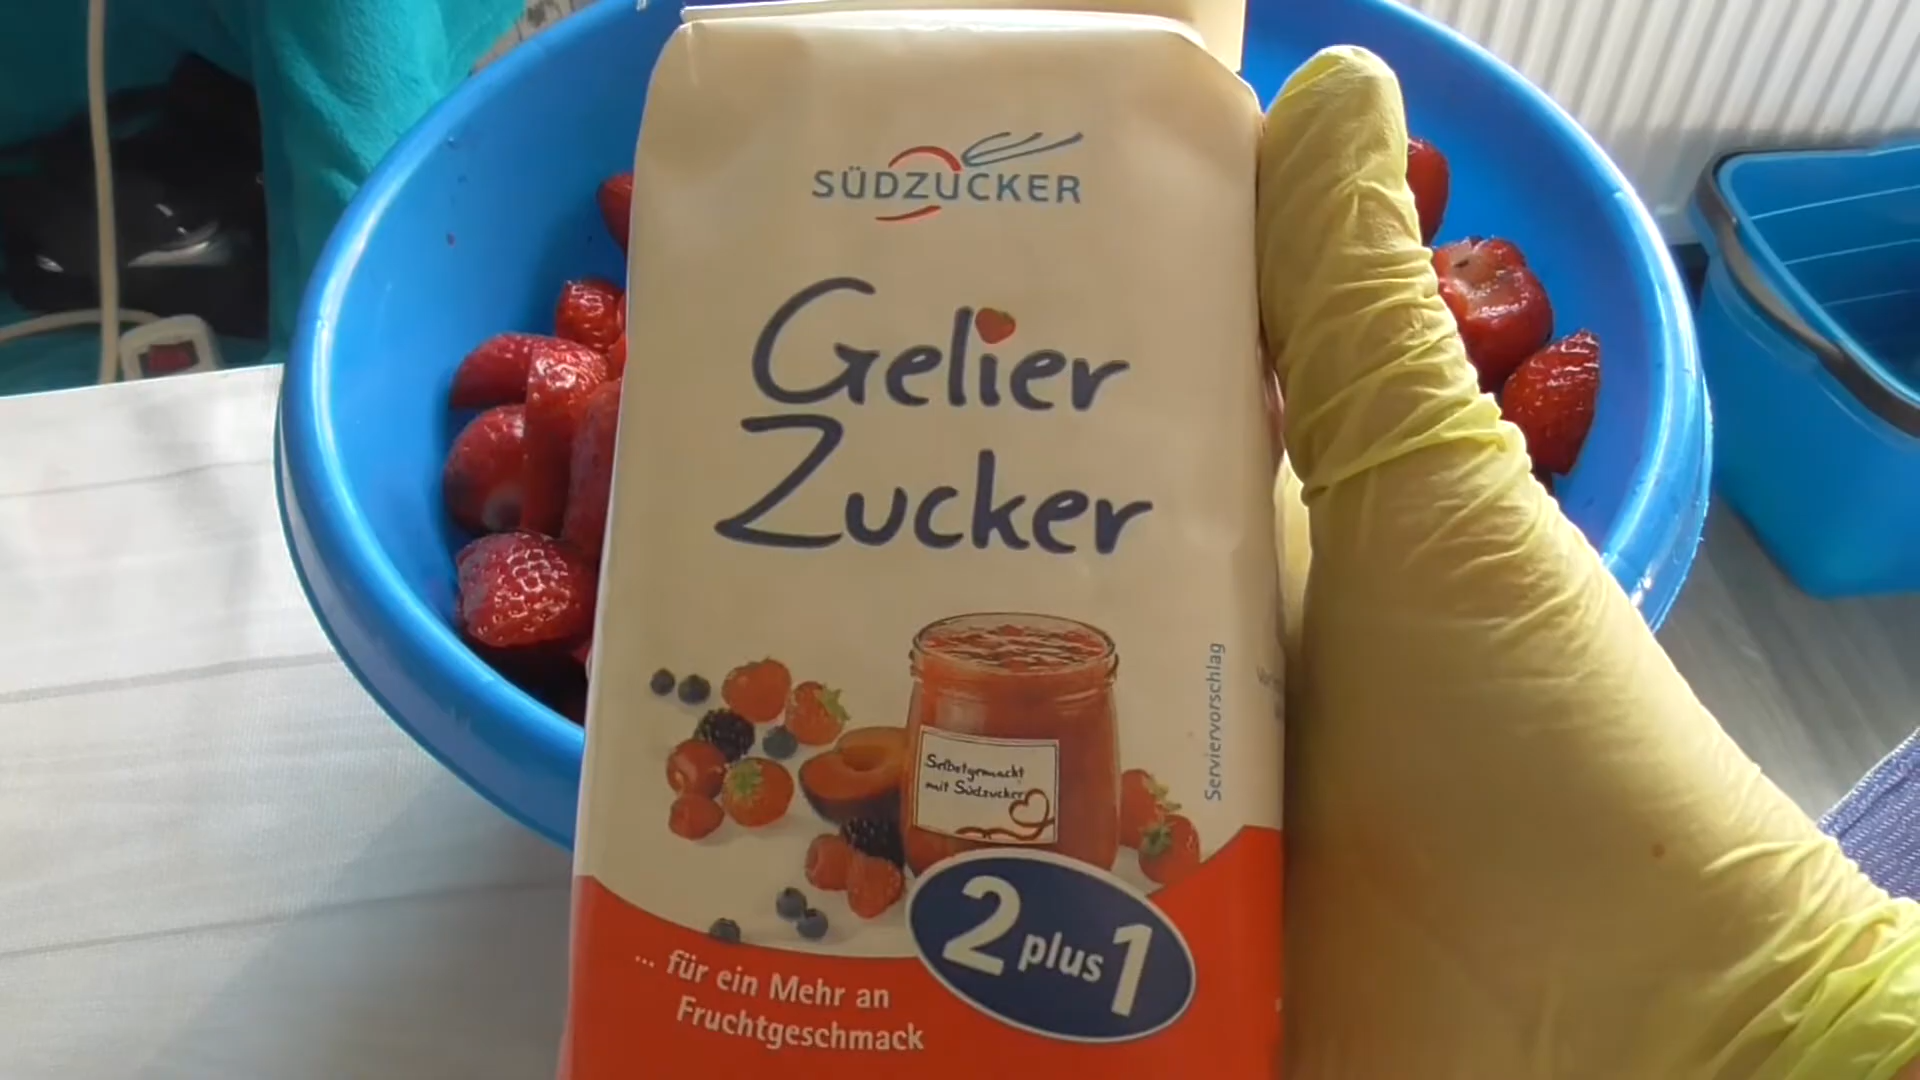 SÜDZUCKER
Gelier
Zucker
Serviervorschlag
Selbstgemacht
mit Südzucker
2 plus 1
... für ein Mehr an
Fruchtgeschmack